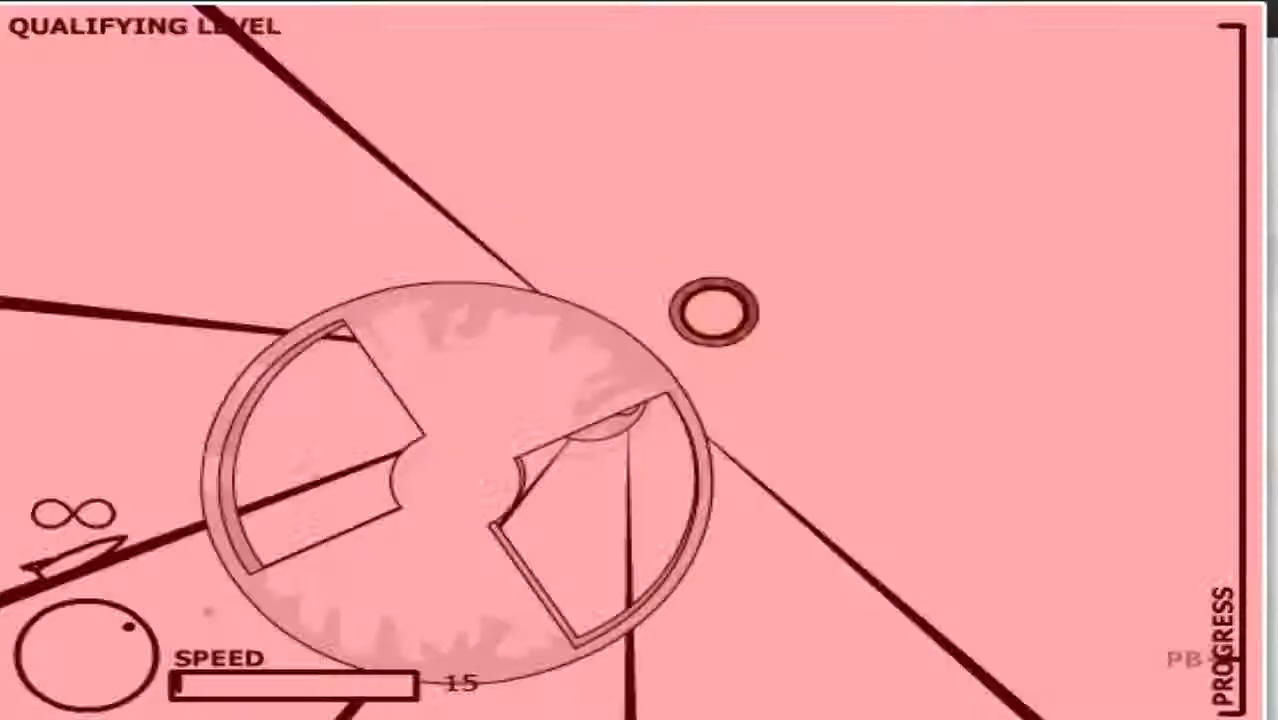 QUALIFYING LEVEL
∞
SPEED
15
PB
PROGRESS